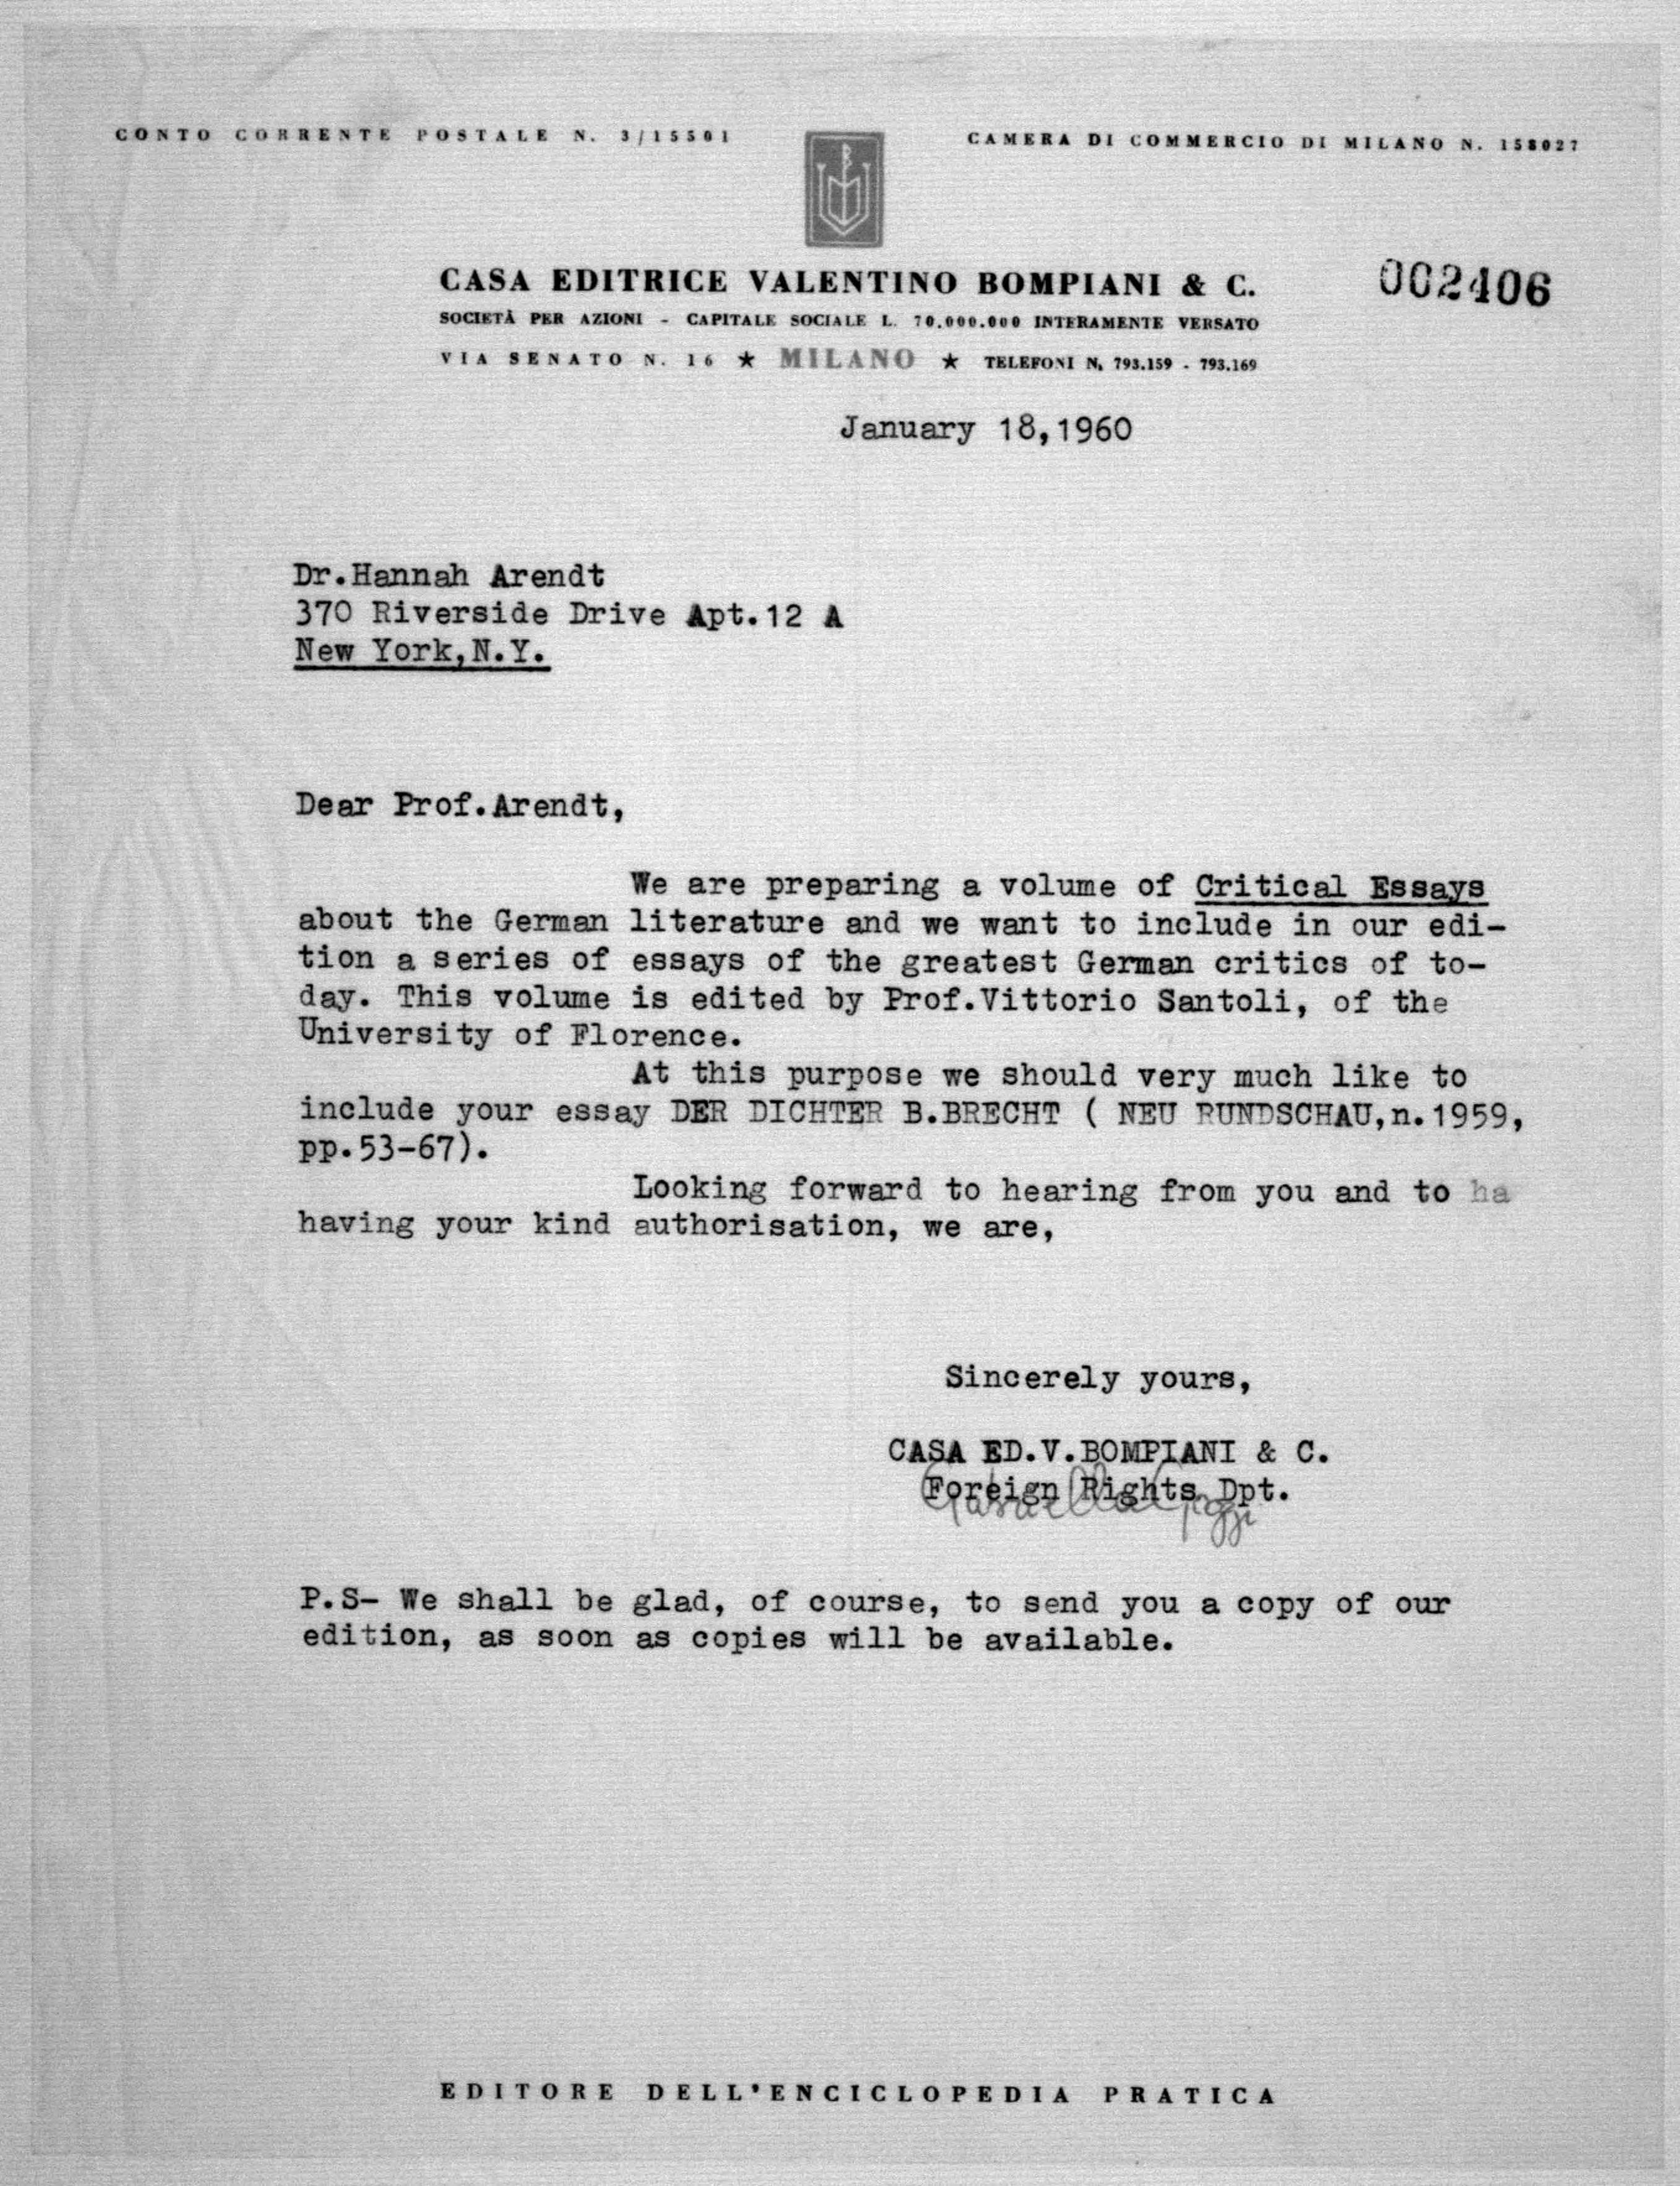 CONTO CORRENTE POSTALE N. 3/15501
CAMERA DI COMMERCIO DI MILANO N. 158027
CASA EDITRICE VALENTINO BOMPIANI & C.
002406
SOCIETÀ PER AZIONI - CAPITALE SOCIALE L. 70.000.000 INTERAMENTE VERSATO
VIA SENATO N. 16 ★ MILANO ★ TELEFONI N. 793.159 - 793.169
January 18,1960
Dr.Hannah Arendt
370 Riverside Drive Apt.12 A
New York,N.Y.
Dear Prof.Arendt,
We are preparing a volume of Critical Essays
about the German literature and we want to include in our edi-
tion a series of essays of the greatest German critics of to-
day. This volume is edited by Prof.Vittorio Santoli, of the
University of Florence.
At this purpose we should very much like to
include your essay DER DICHTER B.BRECHT ( NEU RUNDSCHAU,n.1959,
pp.53-67).
Looking forward to hearing from you and to ha
having your kind authorisation, we are,
Sincerely yours,
CASA ED.V.BOMPIANI & C.
Foreign Rights Dpt.
P.S- We shall be glad, of course, to send you a copy of our
edition, as soon as copies will be available.
EDITORE DELL'ENCICLOPEDIA PRATICA